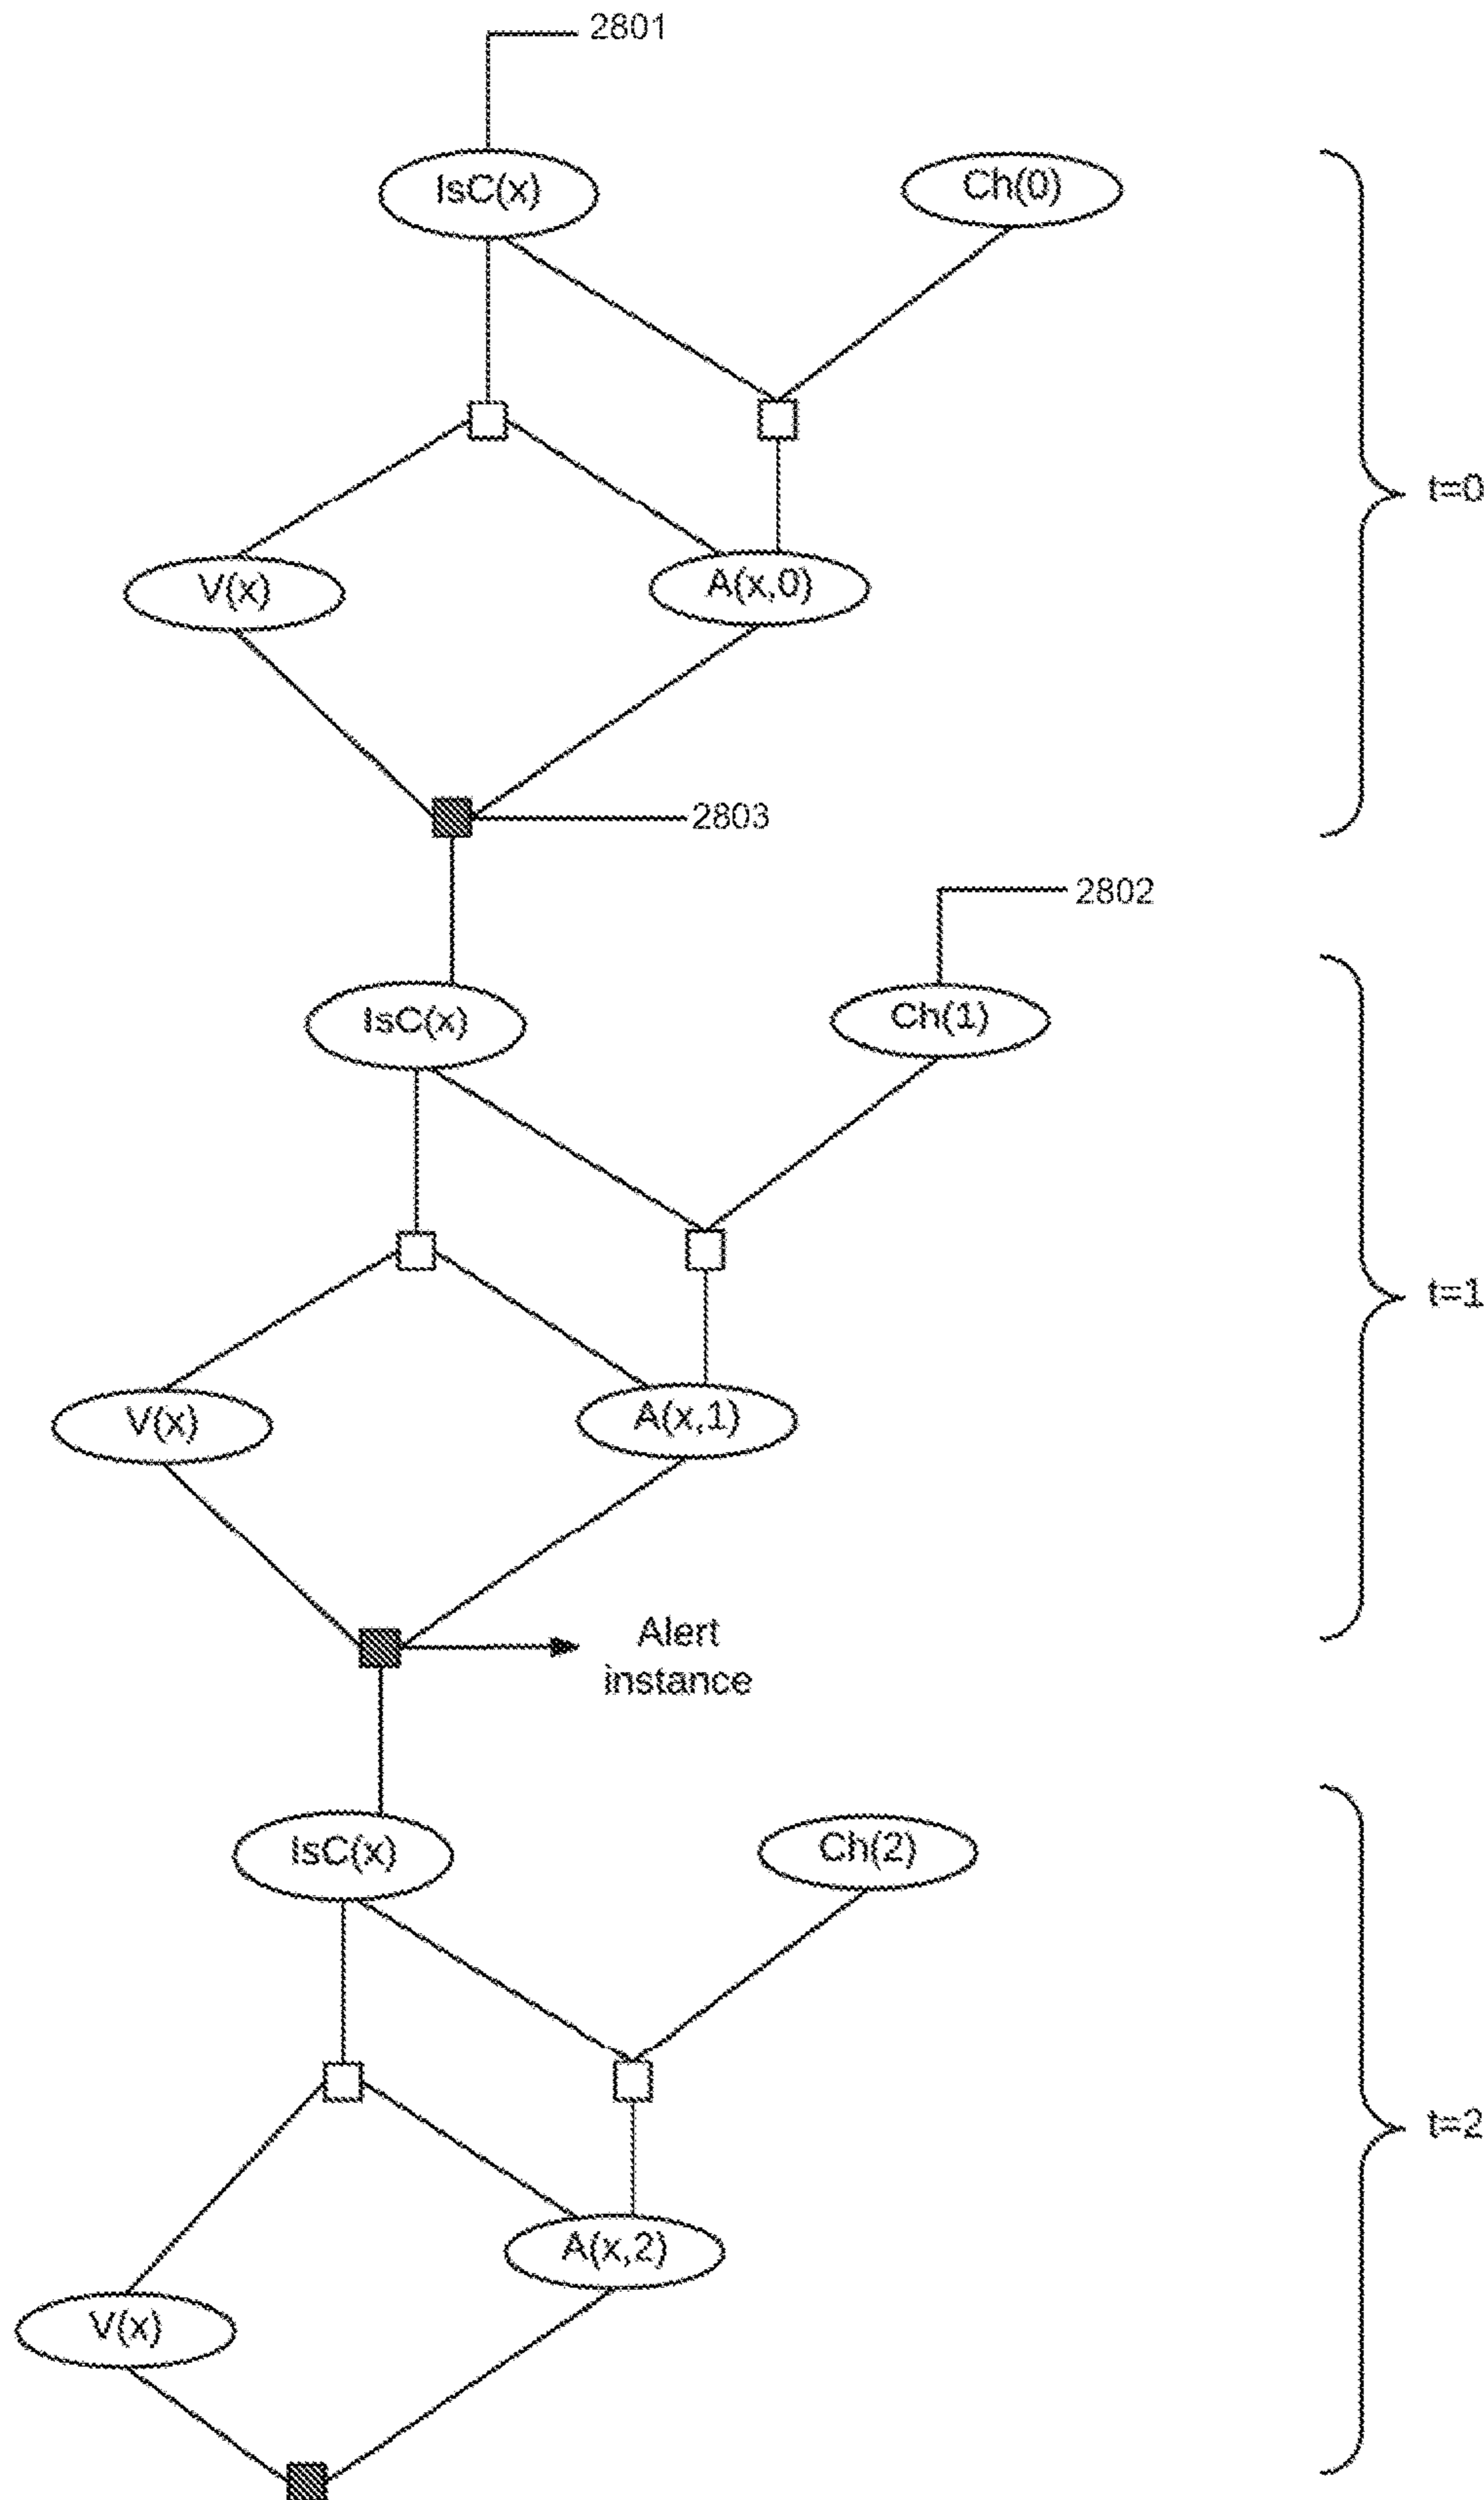 2801
IsC(x)
Ch(0)
t=0
V(x)
A(x,0)
2803
2802
IsC(x)
Ch(1)
t=1
V(x)
A(x,1)
Alert
instance
IsC(x)
Ch(2)
t=2
A(x,2)
V(x)